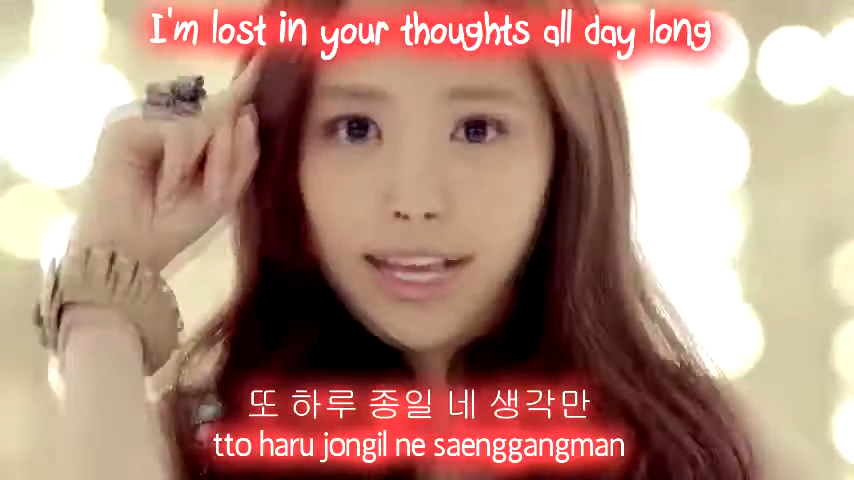 I'm lost in your thoughts all day long
또 하루 종일 네 생각만
tto haru jongil ne saenggangman